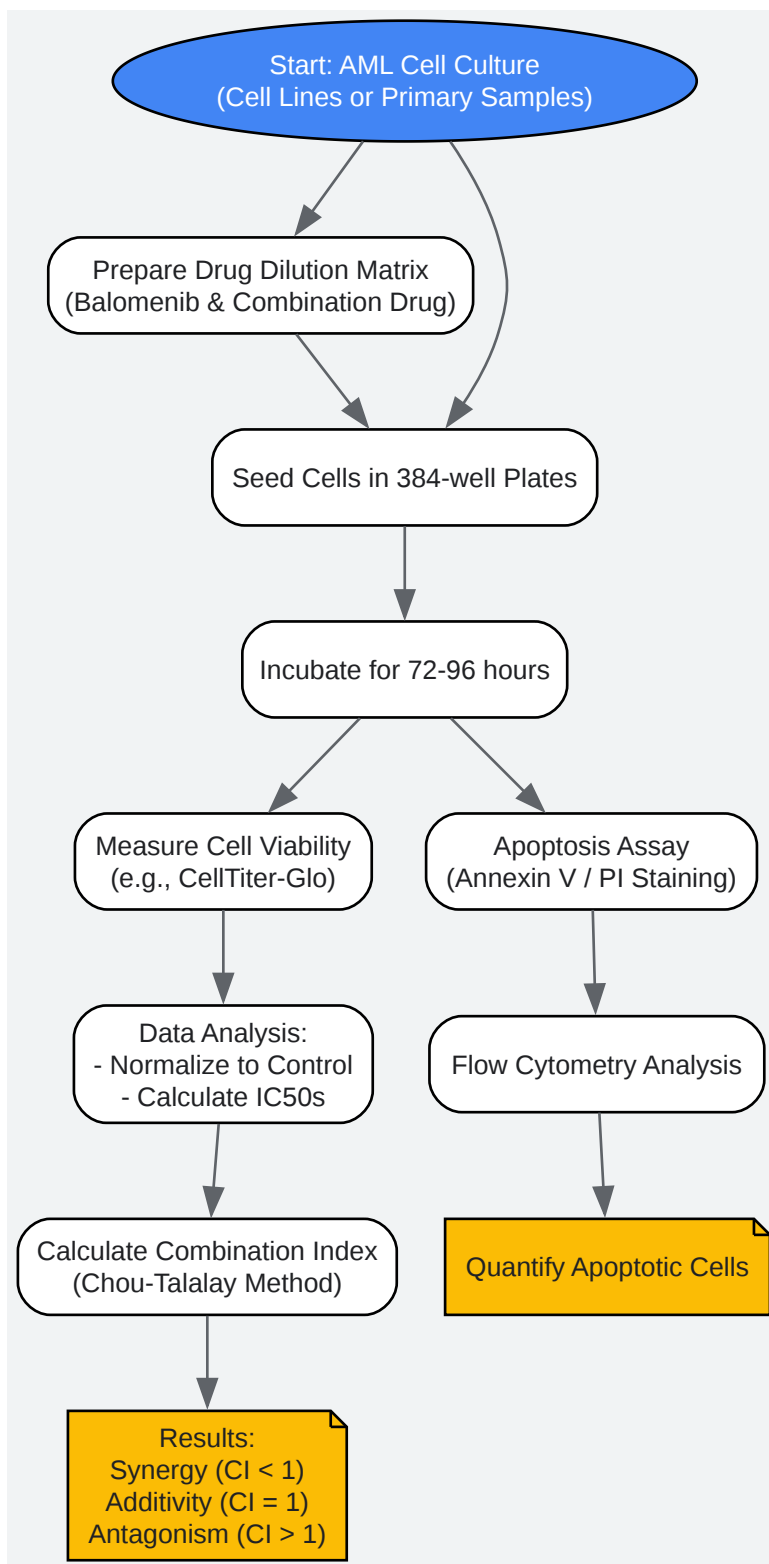 Start: AML Cell Culture
(Cell Lines or Primary Samples)
Prepare Drug Dilution Matrix
(Balomenib & Combination Drug)
Seed Cells in 384-well Plates
Incubate for 72-96 hours
Measure Cell Viability
(e.g., CellTiter-Glo)
Apoptosis Assay
(Annexin V / PI Staining)
Data Analysis:
- Normalize to Control
- Calculate IC50s
Flow Cytometry Analysis
Calculate Combination Index
(Chou-Talalay Method)
Quantify Apoptotic Cells
Results:
Synergy (CI < 1)
Additivity (CI = 1)
Antagonism (CI > 1)